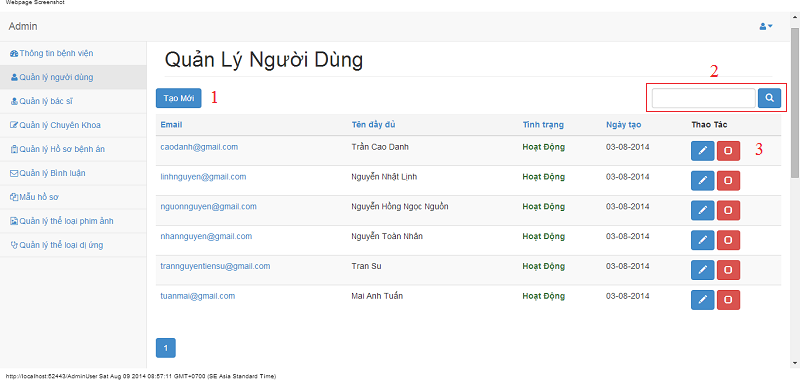 Webpage Screenshot
Admin
Thông tin bệnh viện
Quản lý người dùng
Quản lý bác sĩ
Quản lý Chuyên Khoa
Quản lý Hồ sơ bệnh án
Quản lý Bình luận
Mẫu hồ sơ
Quản lý thể loại phim ảnh
Quản lý thể loại dị ứng
Quản Lý Người Dùng
Tạo Mới 1
2
Email Tên đầy đủ Tình trạng Ngày tạo Thao Tác
caodanh@gmail.com Trần Cao Danh Hoạt Động 03-08-2014 3
linhnguyen@gmail.com Nguyễn Nhật Linh Hoạt Động 03-08-2014
nguonnguyen@gmail.com Nguyễn Hồng Ngọc Nguồn Hoạt Động 03-08-2014
nhannguyen@gmail.com Nguyễn Toàn Nhân Hoạt Động 03-08-2014
trannguyentiensu@gmail.com Tran Su Hoạt Động 03-08-2014
tuanmai@gmail.com Mai Anh Tuấn Hoạt Động 03-08-2014
1
http://localhost:52443/AdminUser Sat Aug 09 2014 08:57:11 GMT+0700 (SE Asia Standard Time)